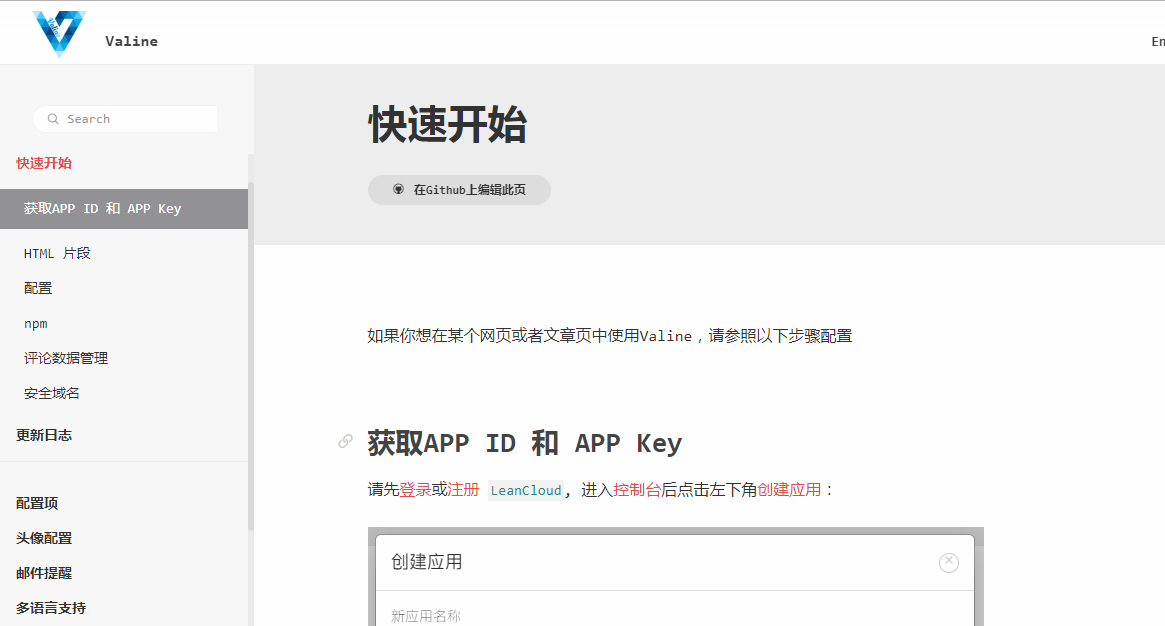 Valine
En
Search
快速开始
获取APP ID 和 APP Key
HTML 片段
配置
npm
评论数据管理
安全域名
更新日志
配置项
头像配置
邮件提醒
多语言支持
快速开始
在Github上编辑此页
如果你想在某个网页或者文章页中使用Valine，请参照以下步骤配置
获取APP ID 和 APP Key
请先登录或注册 LeanCloud, 进入控制台后点击左下角创建应用：
创建应用
新应用名称